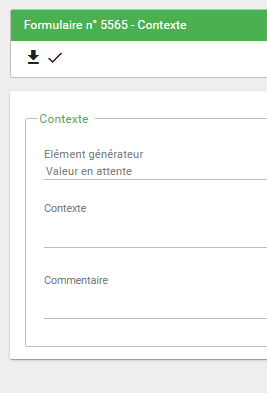 Formulaire n° 5565 - Contexte
Contexte
Elément générateur
Valeur en attente
Contexte
Commentaire